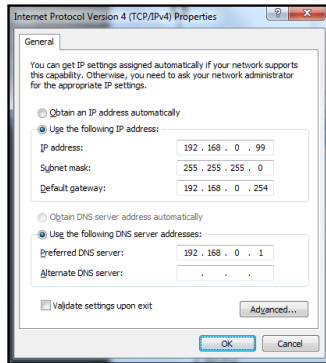 Internet Protocol Version 4 (TCP/IPv4) Properties
General
You can get IP settings assigned automatically if your network supports
this capability. Otherwise, you need to ask your network administrator
for the appropriate IP settings.
Obtain an IP address automatically
Use the following IP address:
IP address: 192 . 168 . 0 . 99
Subnet mask: 255 . 255 . 255 . 0
Default gateway: 192 . 168 . 0 . 254
Obtain DNS server address automatically
Use the following DNS server addresses:
Preferred DNS server: 192 . 168 . 0 . 1
Alternate DNS server: . . .
Validate settings upon exit
Advanced...
OK Cancel